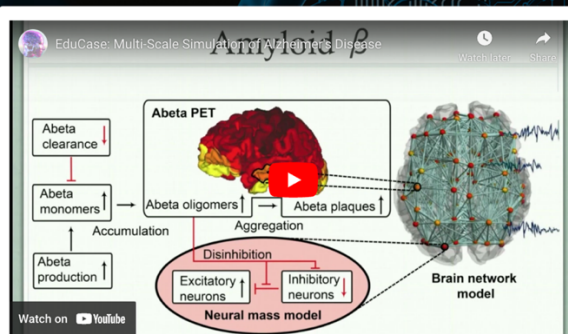 EduCase: Multi-Scale Simulation of Alzheimer's Disease
Amyloid β
Watch later
Share
Abeta PET
Abeta
clearance
Abeta
monomers
Abeta oligomers
Abeta plaques
Accumulation
Aggregation
Abeta
production
Disinhibition
Excitatory
neurons
Inhibitory
neurons
Neural mass model
Brain network
model
Watch on YouTube